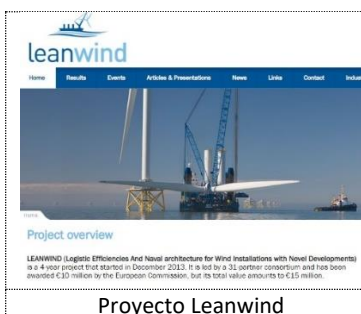 leanwind
Home Results Events Articles & Presentations News Links Contact Indus
Home
Project overview
LEANWIND (Logistic Efficiencies And Naval architecture for Wind Installations with Novel Developments)
is a 4 year project that started in December 2013. It is led by a 31 partner consortium and has been
awarded €10 million by the European Commission, but its total value amounts to €15 million.
Proyecto Leanwind